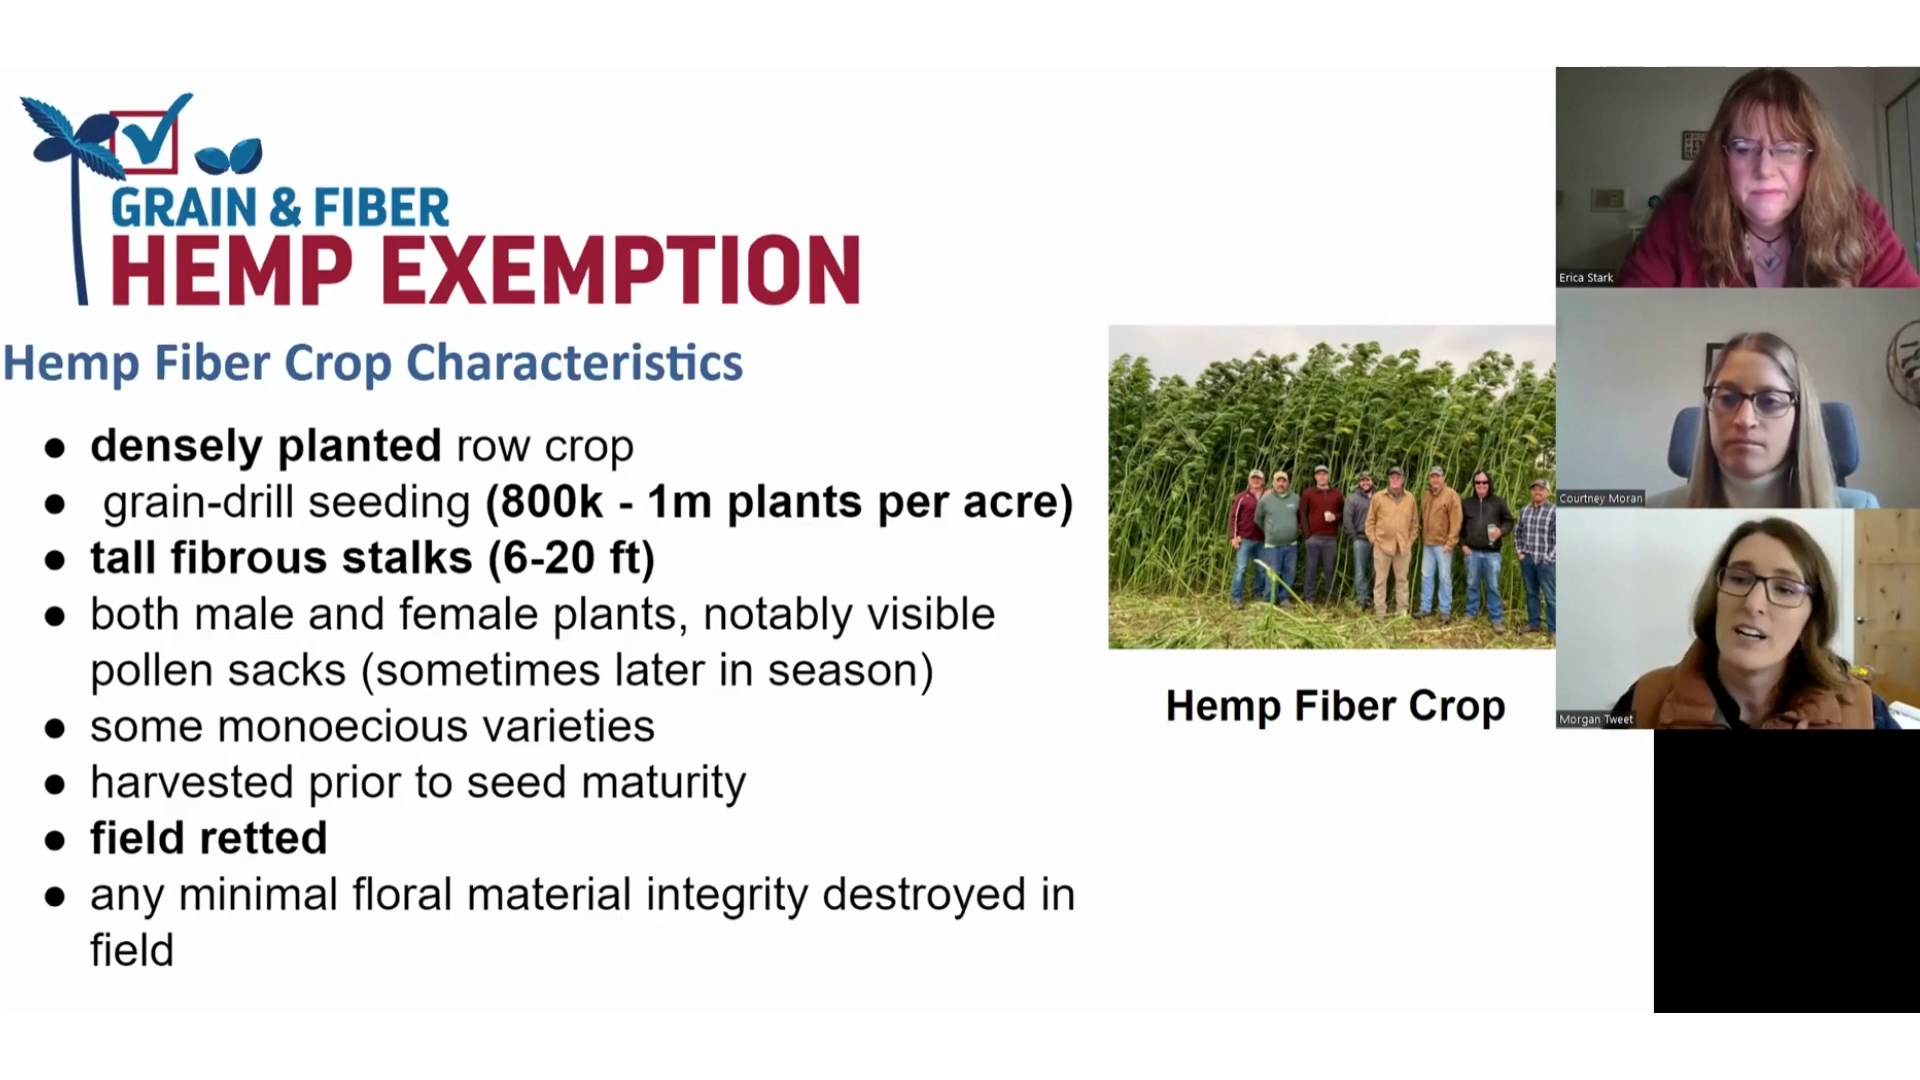 GRAIN & FIBER
HEMP EXEMPTION
Hemp Fiber Crop Characteristics
● densely planted row crop
● grain-drill seeding (800k - 1m plants per acre)
● tall fibrous stalks (6-20 ft)
● both male and female plants, notably visible
pollen sacks (sometimes later in season)
● some monoecious varieties
● harvested prior to seed maturity
● field retted
● any minimal floral material integrity destroyed in
field
Hemp Fiber Crop
Erica Stark
Courtney Moran
Morgan Tweet